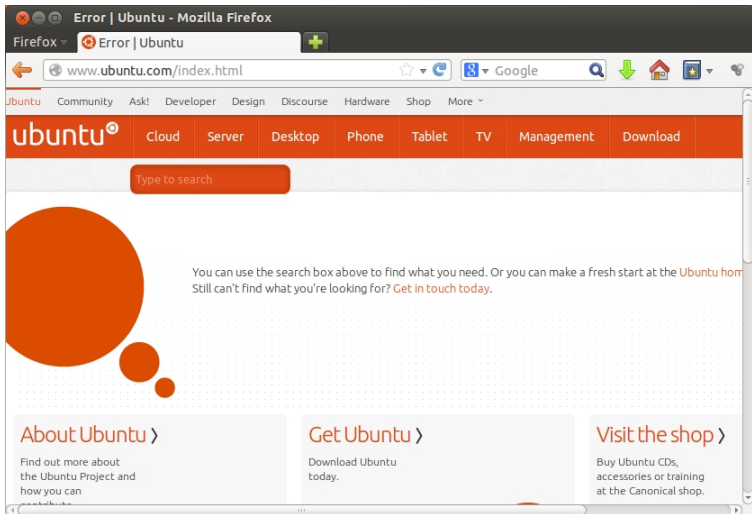 Error | Ubuntu - Mozilla Firefox
Firefox
Error | Ubuntu
www.ubuntu.com/index.html
8
Google
Ubuntu Community Ask! Developer Design Discourse Hardware Shop More
ubuntu Cloud Server Desktop Phone Tablet TV Management Download
Type to search
You can use the search box above to find what you need. Or you can make a fresh start at the Ubuntu hom
Still can't find what you're looking for? Get in touch today.
About Ubuntu ›
Find out more about
the Ubuntu Project and
how you can
contribute
Get Ubuntu ›
Download Ubuntu
today.
Visit the shop ›
Buy Ubuntu CDs,
accessories or training
at the Canonical shop.